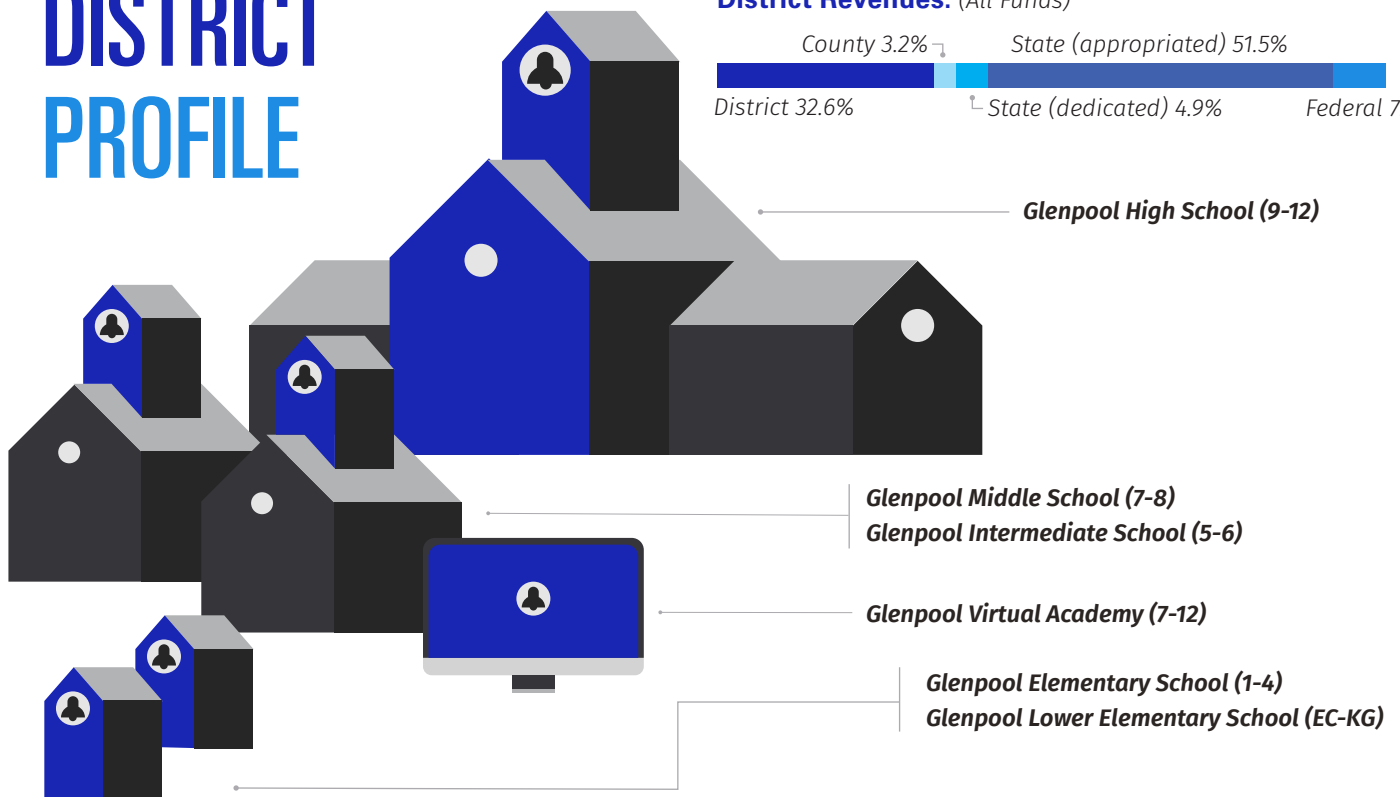 DISTRICT
PROFILE
District Revenues: (All Funds)
County 3.2%
State (appropriated) 51.5%
District 32.6%
State (dedicated) 4.9%
Federal 7
Glenpool High School (9-12)
Glenpool Middle School (7-8)
Glenpool Intermediate School (5-6)
Glenpool Virtual Academy (7-12)
Glenpool Elementary School (1-4)
Glenpool Lower Elementary School (EC-KG)